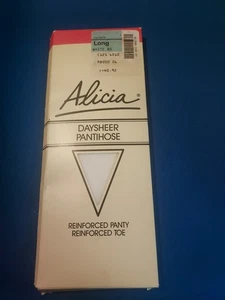 Long
Alicia®
DAYSHEER
PANTIHOSE
REINFORCED PANTY
REINFORCED TOE